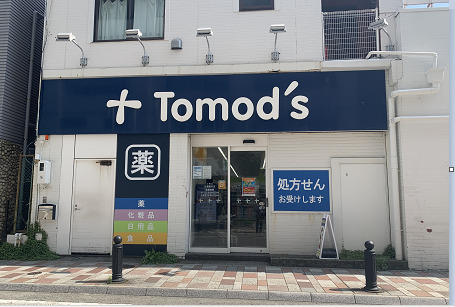 Tomod's
薬
薬
化粧品
日用品
食品
処方せん
お受けします